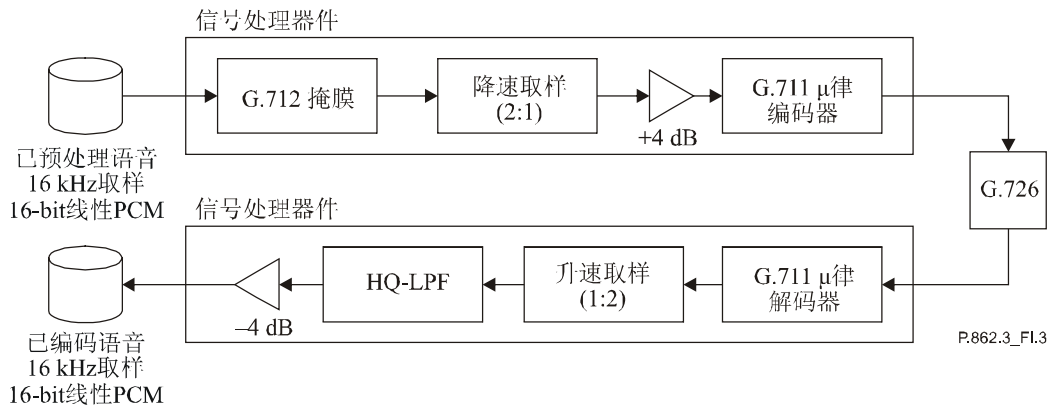 信号处理器件
G.712 掩膜
降速取样
(2:1)
+4 dB
G.711 μ律
编码器
已预处理语音
16 kHz取样
16-bit线性PCM
G.726
信号处理器件
G.711 μ律
解码器
升速取样
(1:2)
HQ-LPF
–4 dB
已编码语音
16 kHz取样
16-bit线性PCM
P.862.3_FI.3